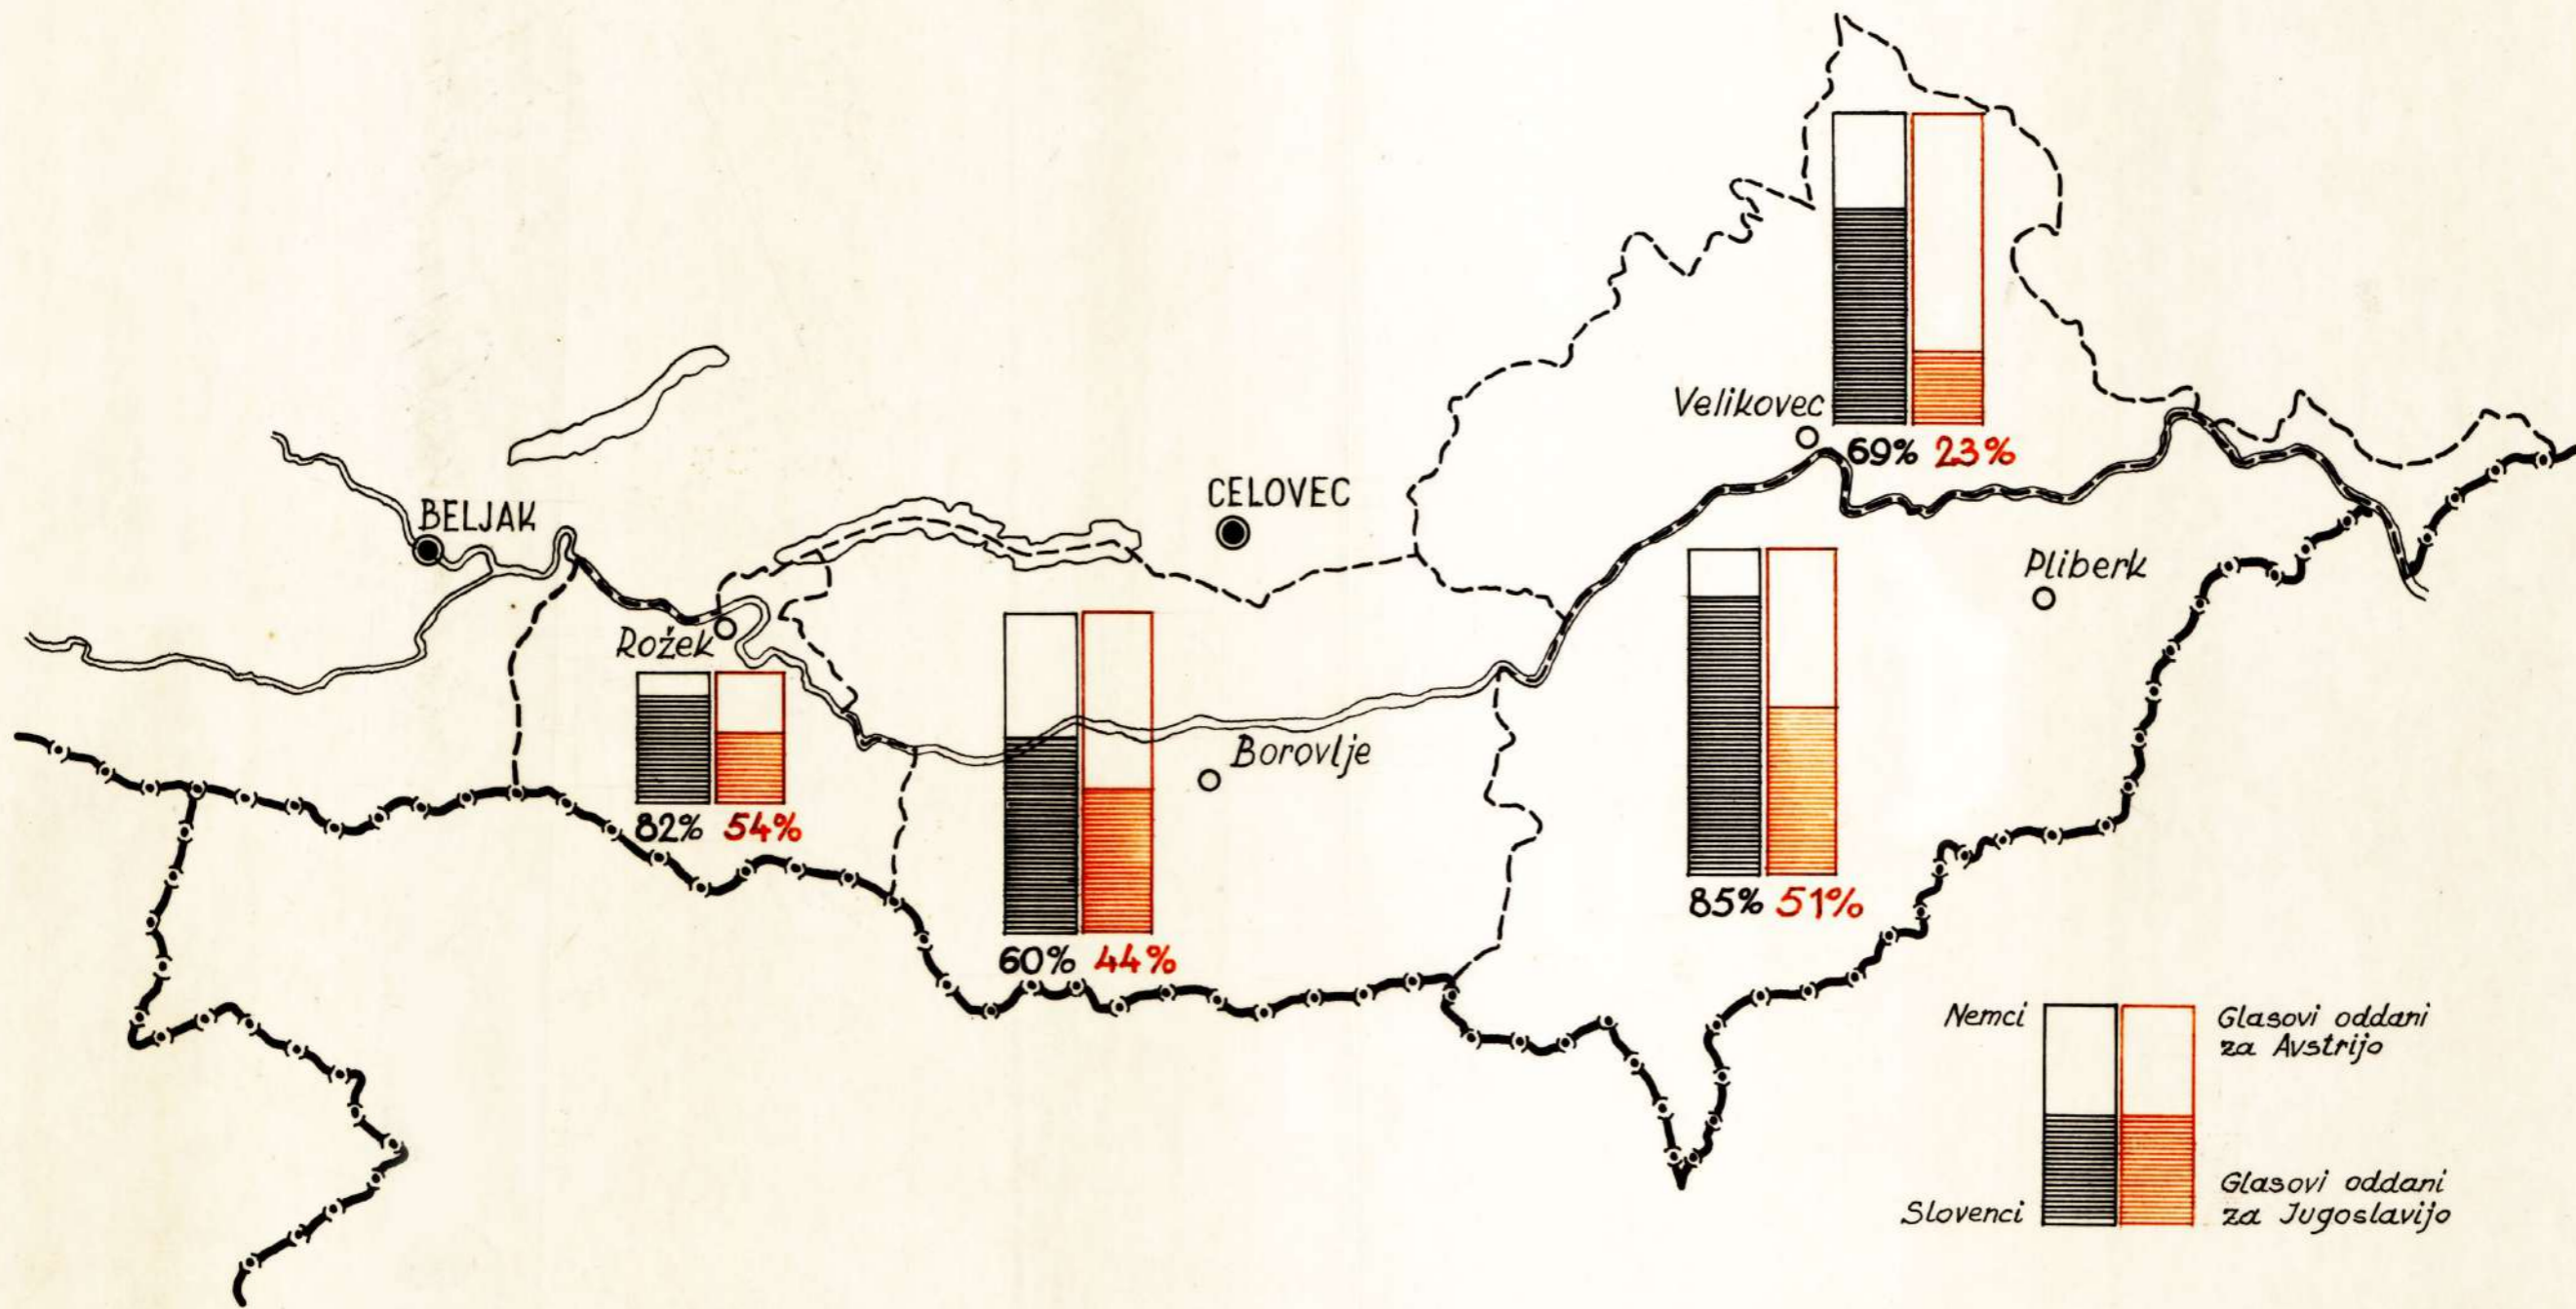 Velikovec
69% 23%
CELOVEC
BELJAK
Pliberk
Rožek
Borovlje
82% 54%
85% 51%
60% 44%
Nemci
Glasovi oddani
za Avstrijo
Slovenci
Glasovi oddani
za Jugoslavijo